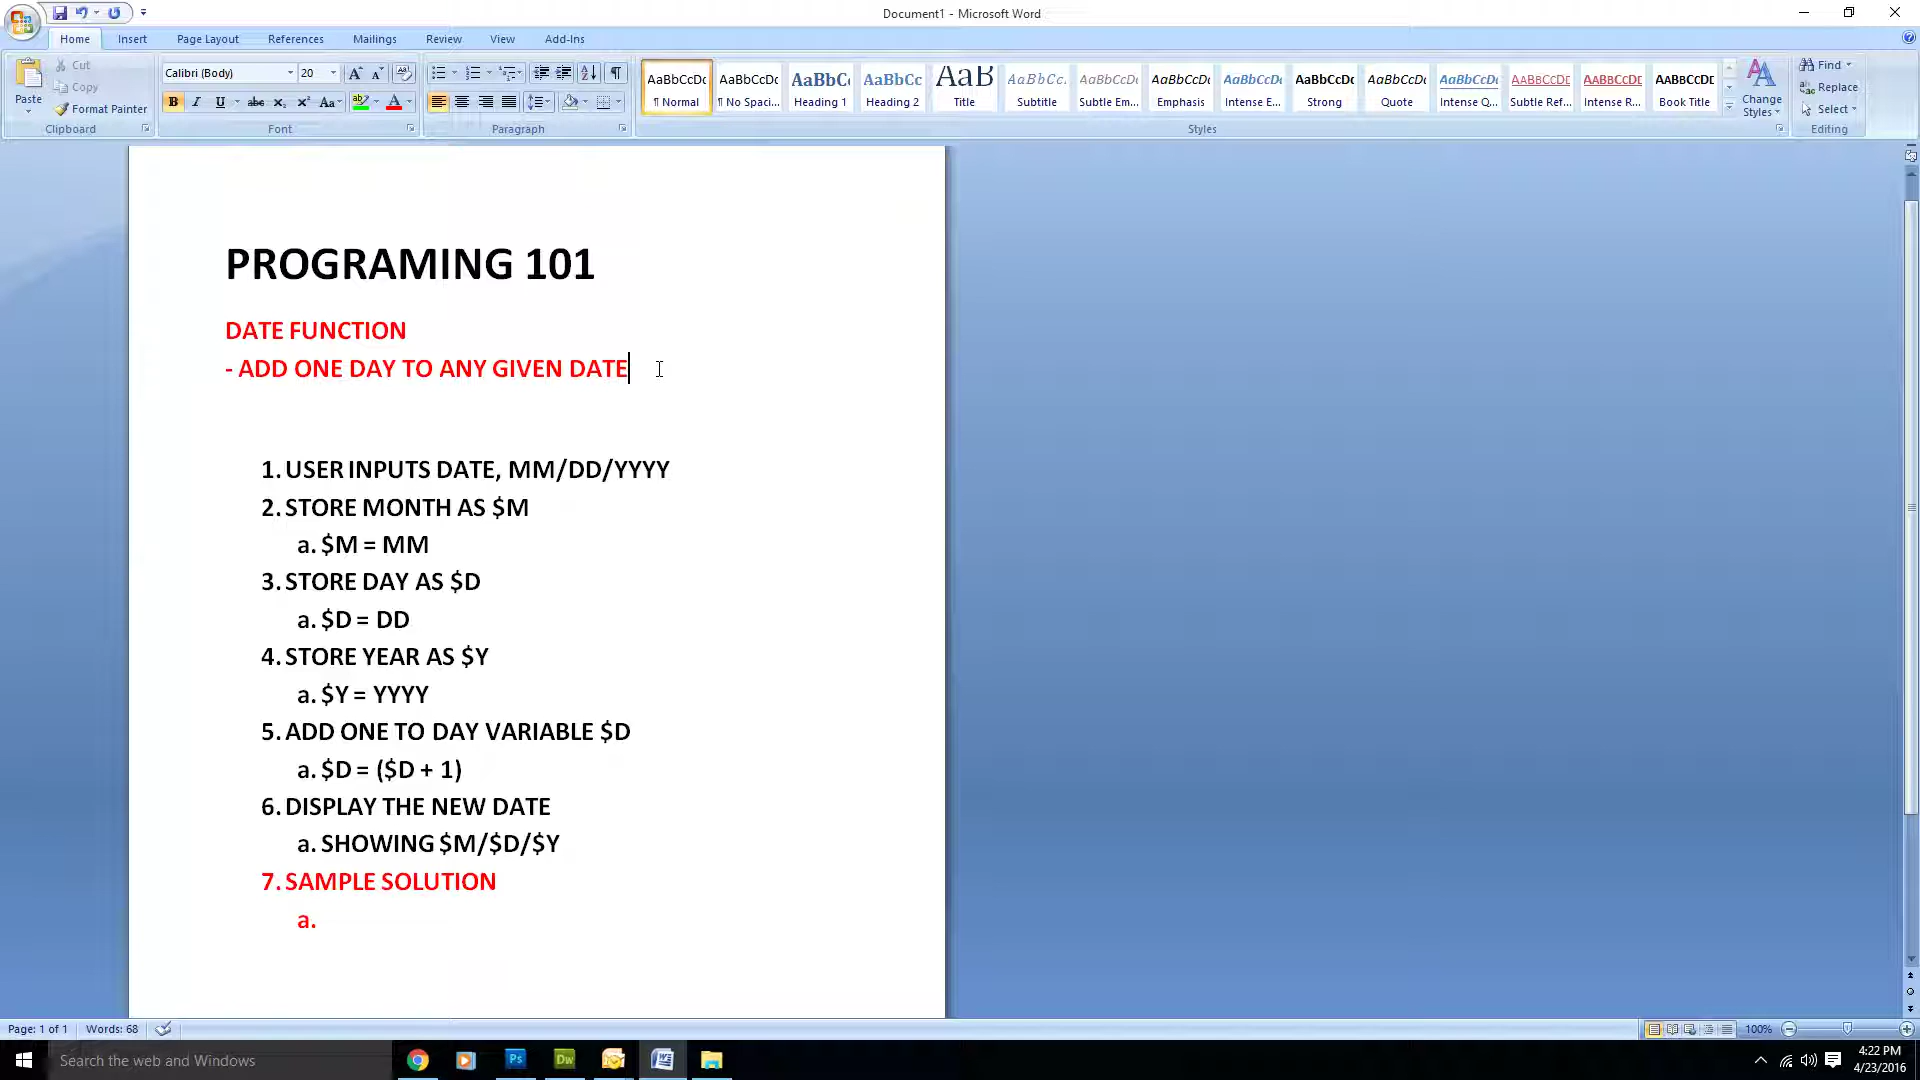 Document1 - Microsoft Word
Home Insert Page Layout References Mailings Review View Add-Ins
Paste
Cut
Copy
Format Painter
Clipboard
Calibri (Body) 20
Font
Paragraph
AaBbCcDc AaBbCcDc AaBbC AaBbCc AaB AaBbCc. AaBbCcDc AaBbCcDc AaBbCcDc AaBbCcDc AaBbCcDc AaBbCcDc AABBCCDE AABBCCDE AaBbCcDc
¶ Normal ¶ No Spaci... Heading 1 Heading 2 Title Subtitle Subtle Em... Emphasis Intense E... Strong Quote Intense Q... Subtle Ref... Intense R... Book Title
Change Styles
Styles
Find
Replace
Select
Editing
PROGRAMING 101
DATE FUNCTION
- ADD ONE DAY TO ANY GIVEN DATE
1. USER INPUTS DATE, MM/DD/YYYY
2. STORE MONTH AS $M
a. $M = MM
3. STORE DAY AS $D
a. $D = DD
4. STORE YEAR AS $Y
a. $Y = YYYY
5. ADD ONE TO DAY VARIABLE $D
a. $D = ($D + 1)
6. DISPLAY THE NEW DATE
a. SHOWING $M/$D/$Y
7. SAMPLE SOLUTION
a.
Page: 1 of 1 Words: 68 100%
Search the web and Windows
Ps Dw
4:22 PM
4/23/2016